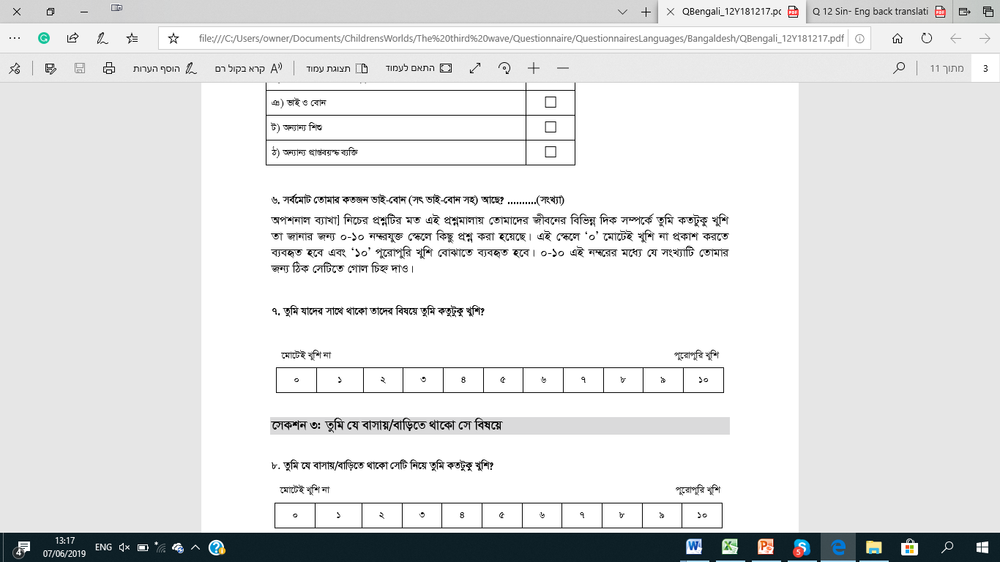 QBengali_12Y181217.pd
Q 12 Sin- Eng back translati
file:///C:/Users/owner/Documents/ChildrensWorlds/The%20third%20wave/Questionnaire/QuestionnairesLanguages/Bangaldesh/QBengali_12Y181217.pdf
הוסף הערות
קרא בקול רם
תצוגת עמוד
התאם לעמוד
מתוך 11
3
ঞ) ভাই ও বোন
ট) অন্যান্য শিশু
ঠ) অন্যান্য প্রাপ্তবয়স্ক ব্যক্তি
৬. সর্বমোট তোমার কতজন ভাই-বোন (সৎ ভাই-বোন সহ) আছে? ..........(সংখ্যা)
অপশনাল ব্যাখা] নিচের প্রশ্নটির মত এই প্রশ্নমালায় তোমাদের জীবনের বিভিন্ন দিক সম্পর্কে তুমি কতটুকু খুশি
তা জানার জন্য ০-১০ নম্বরযুক্ত স্কেলে কিছু প্রশ্ন করা হয়েছে। এই স্কেলে ‘০’ মোটেই খুশি না প্রকাশ করতে
ব্যবহৃত হবে এবং ‘১০’ পুরোপুরি খুশি বোঝাতে ব্যবহৃত হবে। ০-১০ এই নম্বরের মধ্যে যে সংখ্যাটি তোমার
জন্য ঠিক সেটিতে গোল চিহ্ন দাও।
৭. তুমি যাদের সাথে থাকো তাদের বিষয়ে তুমি কতুটুকু খুশি?
মোটেই খুশি না পুরোপুরি খুশি
০ ১ ২ ৩ ৪ ৫ ৬ ৭ ৮ ৯ ১০
সেকশন ৩: তুমি যে বাসায়/বাড়িতে থাকো সে বিষয়ে
৮. তুমি যে বাসায়/বাড়িতে থাকো সেটি নিয়ে তুমি কতটুকু খুশি?
মোটেই খুশি না পুরোপুরি খুশি
০ ১ ২ ৩ ৪ ৫ ৬ ৭ ৮ ৯ ১০
13:17
07/06/2019
ENG
4
5